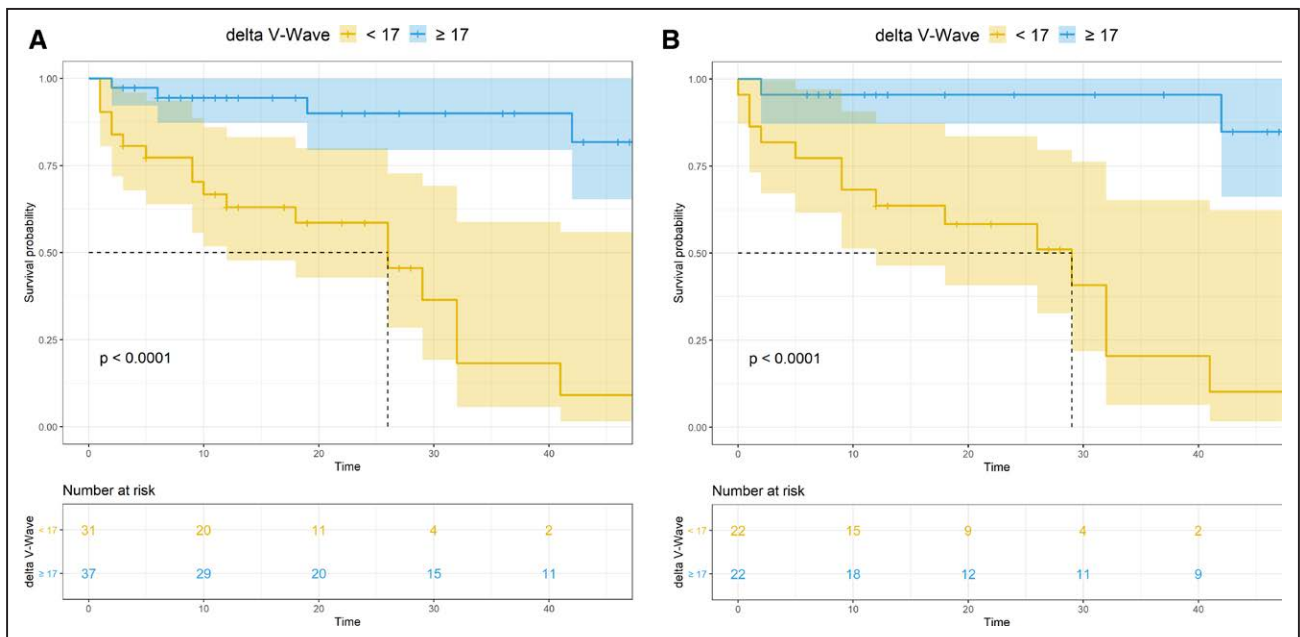 A
delta V-Wave < 17 ≥ 17
1.00
0.75
0.50
0.25
0.00
Survival probability
p < 0.0001
0 10 20 30 40
Time
Number at risk
delta V-Wave
< 17 31 20 11 4 2
≥ 17 37 29 20 15 11
0 10 20 30 40
Time
B
delta V-Wave < 17 ≥ 17
1.00
0.75
0.50
0.25
0.00
Survival probability
p < 0.0001
0 10 20 30 40
Time
Number at risk
delta V-Wave
< 17 22 15 9 4 2
≥ 17 22 18 12 11 9
0 10 20 30 40
Time